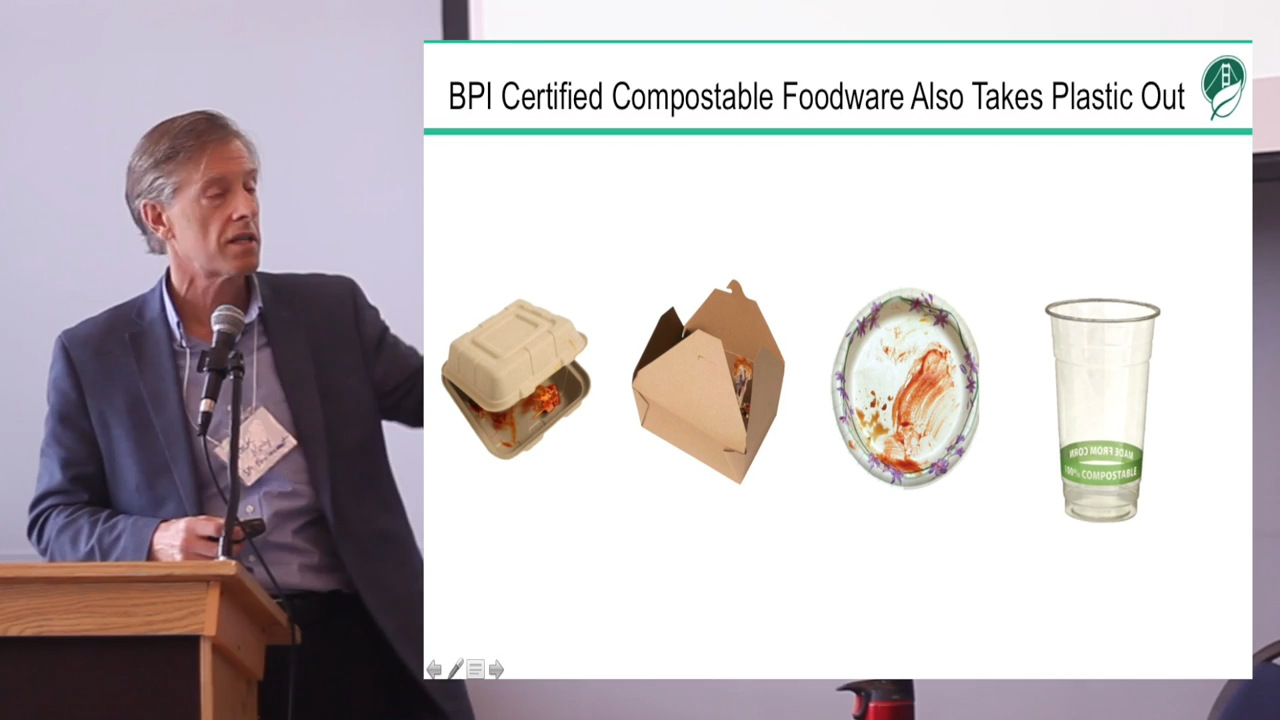 BPI Certified Compostable Foodware Also Takes Plastic Out
MADE FROM CORN
100% COMPOSTABLE